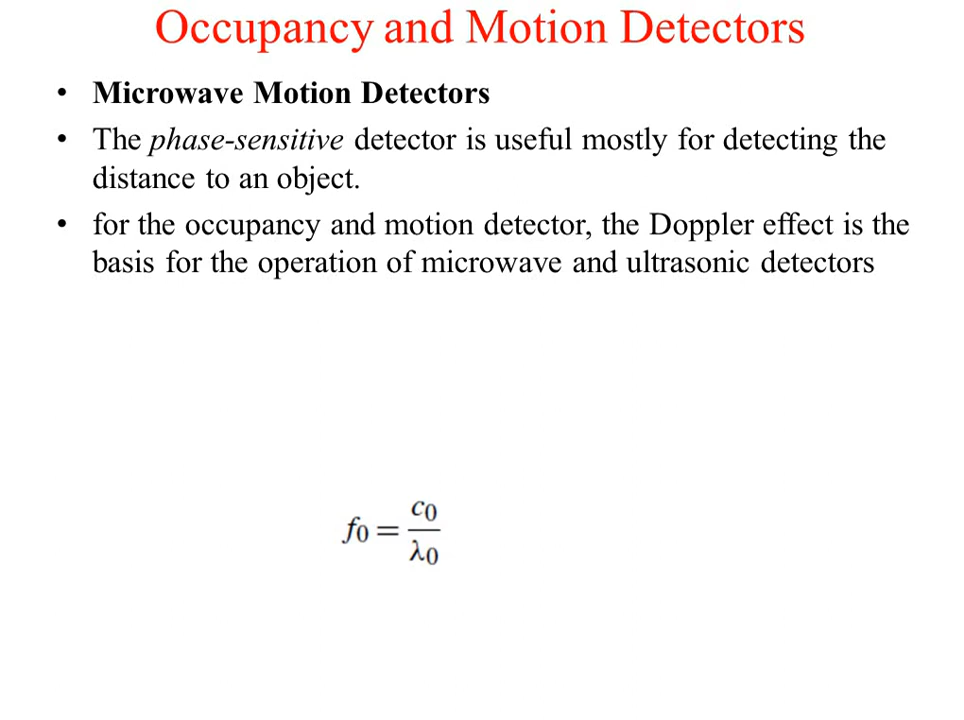 Occupancy and Motion Detectors
• Microwave Motion Detectors
• The phase-sensitive detector is useful mostly for detecting the
distance to an object.
• for the occupancy and motion detector, the Doppler effect is the
basis for the operation of microwave and ultrasonic detectors
f0 = c0/λ0